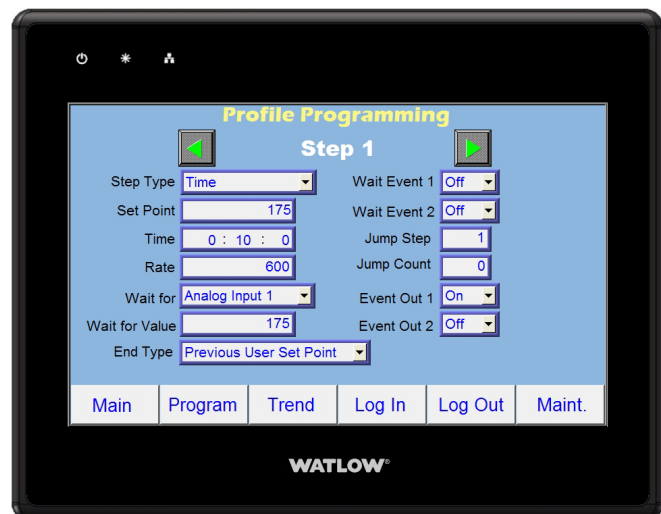 Profile Programming
Step 1
Step Type Time Wait Event 1 Off
Set Point 175 Wait Event 2 Off
Time 0 : 10 : 0 Jump Step 1
Rate 600 Jump Count 0
Wait for Analog Input 1 Event Out 1 On
Wait for Value 175 Event Out 2 Off
End Type Previous User Set Point
Main Program Trend Log In Log Out Maint.
WATLOW®